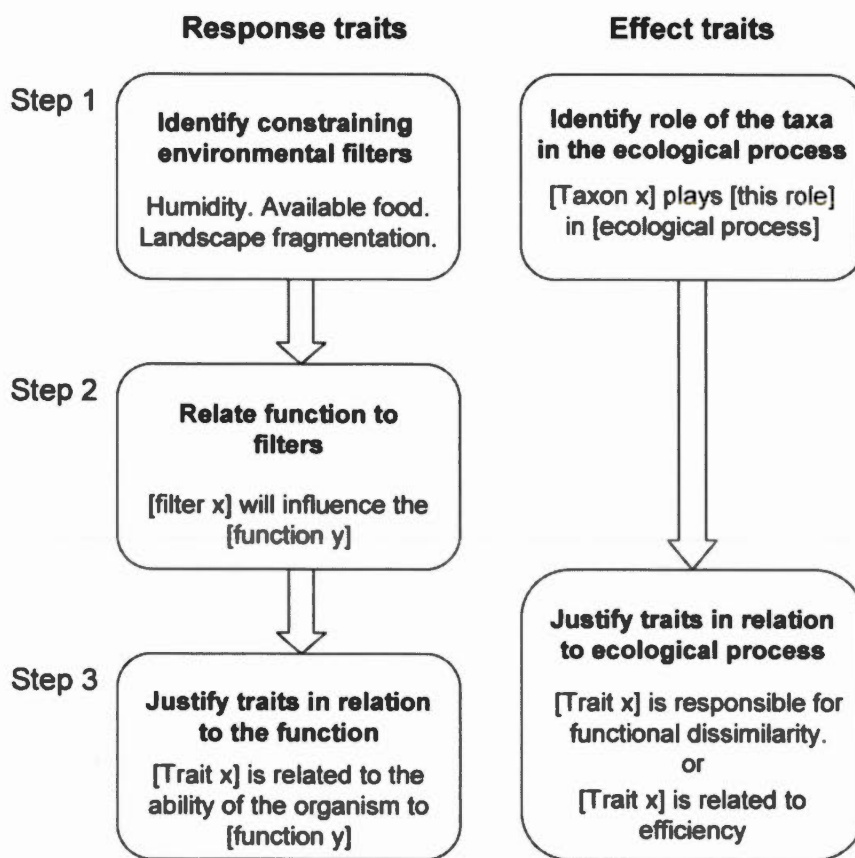 Response traits
Effect traits
Step 1
Identify constraining
environmental filters
Humidity. Available food.
Landscape fragmentation.
Identify role of the taxa
in the ecological process
[Taxon x] plays [this role]
in [ecological process]
Step 2
Relate function to
filters
[filter x] will influence the
[function y]
Step 3
Justify traits in relation
to the function
[Trait x] is related to the
ability of the organism to
[function y]
Justify traits in relation
to ecological process
[Trait x] is responsible for
functional dissimilarity.
or
[Trait x] is related to
efficiency